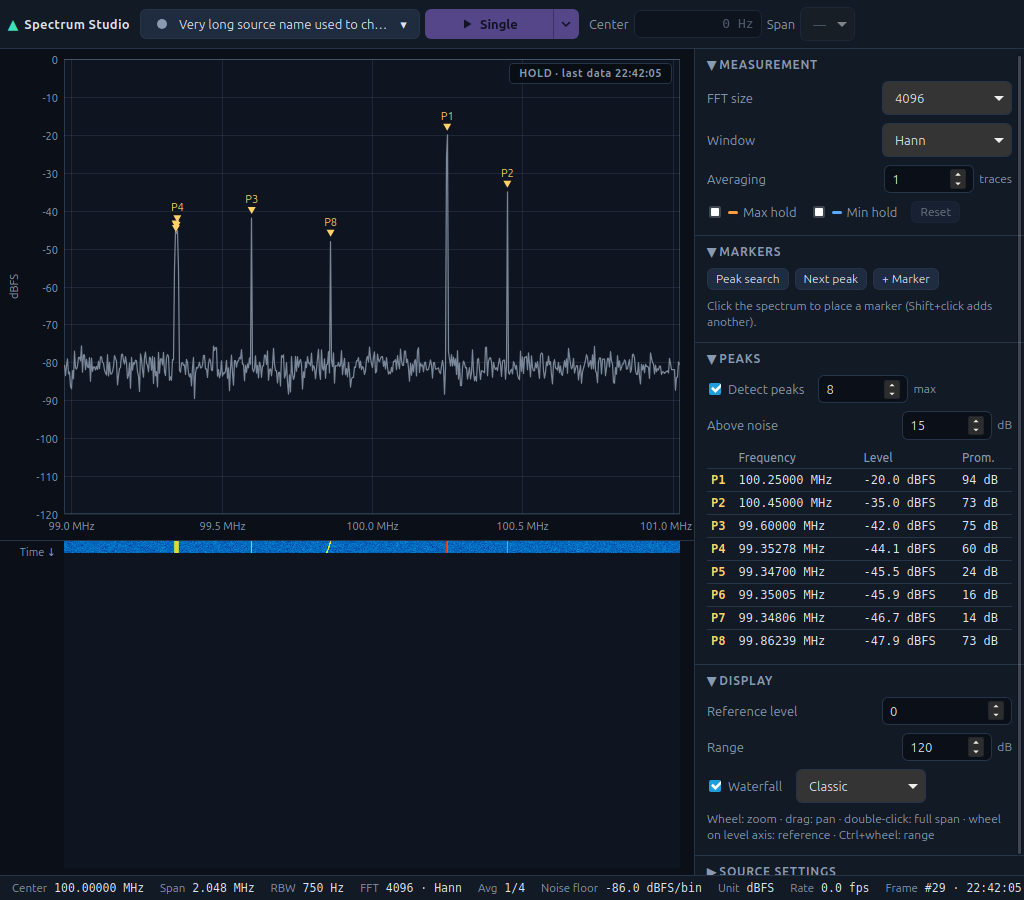 Spectrum Studio
Very long source name used to ch…
Single
Center
0 Hz
Span
—
HOLD · last data 22:42:05
dBFS
0
-10
-20
-30
-40
-50
-60
-70
-80
-90
-100
-110
-120
P4
P3
P8
P1
P2
99.0 MHz
99.5 MHz
100.0 MHz
100.5 MHz
101.0 MHz
Time ↓
▼ MEASUREMENT
FFT size 4096
Window Hann
Averaging 1 traces
Max hold Min hold Reset
▼ MARKERS
Peak search Next peak + Marker
Click the spectrum to place a marker (Shift+click adds
another).
▼ PEAKS
Detect peaks 8 max
Above noise 15 dB
Frequency Level Prom.
P1 100.25000 MHz -20.0 dBFS 94 dB
P2 100.45000 MHz -35.0 dBFS 73 dB
P3 99.60000 MHz -42.0 dBFS 75 dB
P4 99.35278 MHz -44.1 dBFS 60 dB
P5 99.34700 MHz -45.5 dBFS 24 dB
P6 99.35005 MHz -45.9 dBFS 16 dB
P7 99.34806 MHz -46.7 dBFS 14 dB
P8 99.86239 MHz -47.9 dBFS 73 dB
▼ DISPLAY
Reference level 0
Range 120 dB
Waterfall Classic
Wheel: zoom · drag: pan · double-click: full span · wheel
on level axis: reference · Ctrl+wheel: range
▶ SOURCE SETTINGS
Center 100.00000 MHz Span 2.048 MHz RBW 750 Hz FFT 4096 · Hann Avg 1/4 Noise floor -86.0 dBFS/bin Unit dBFS Rate 0.0 fps Frame #29 · 22:42:05